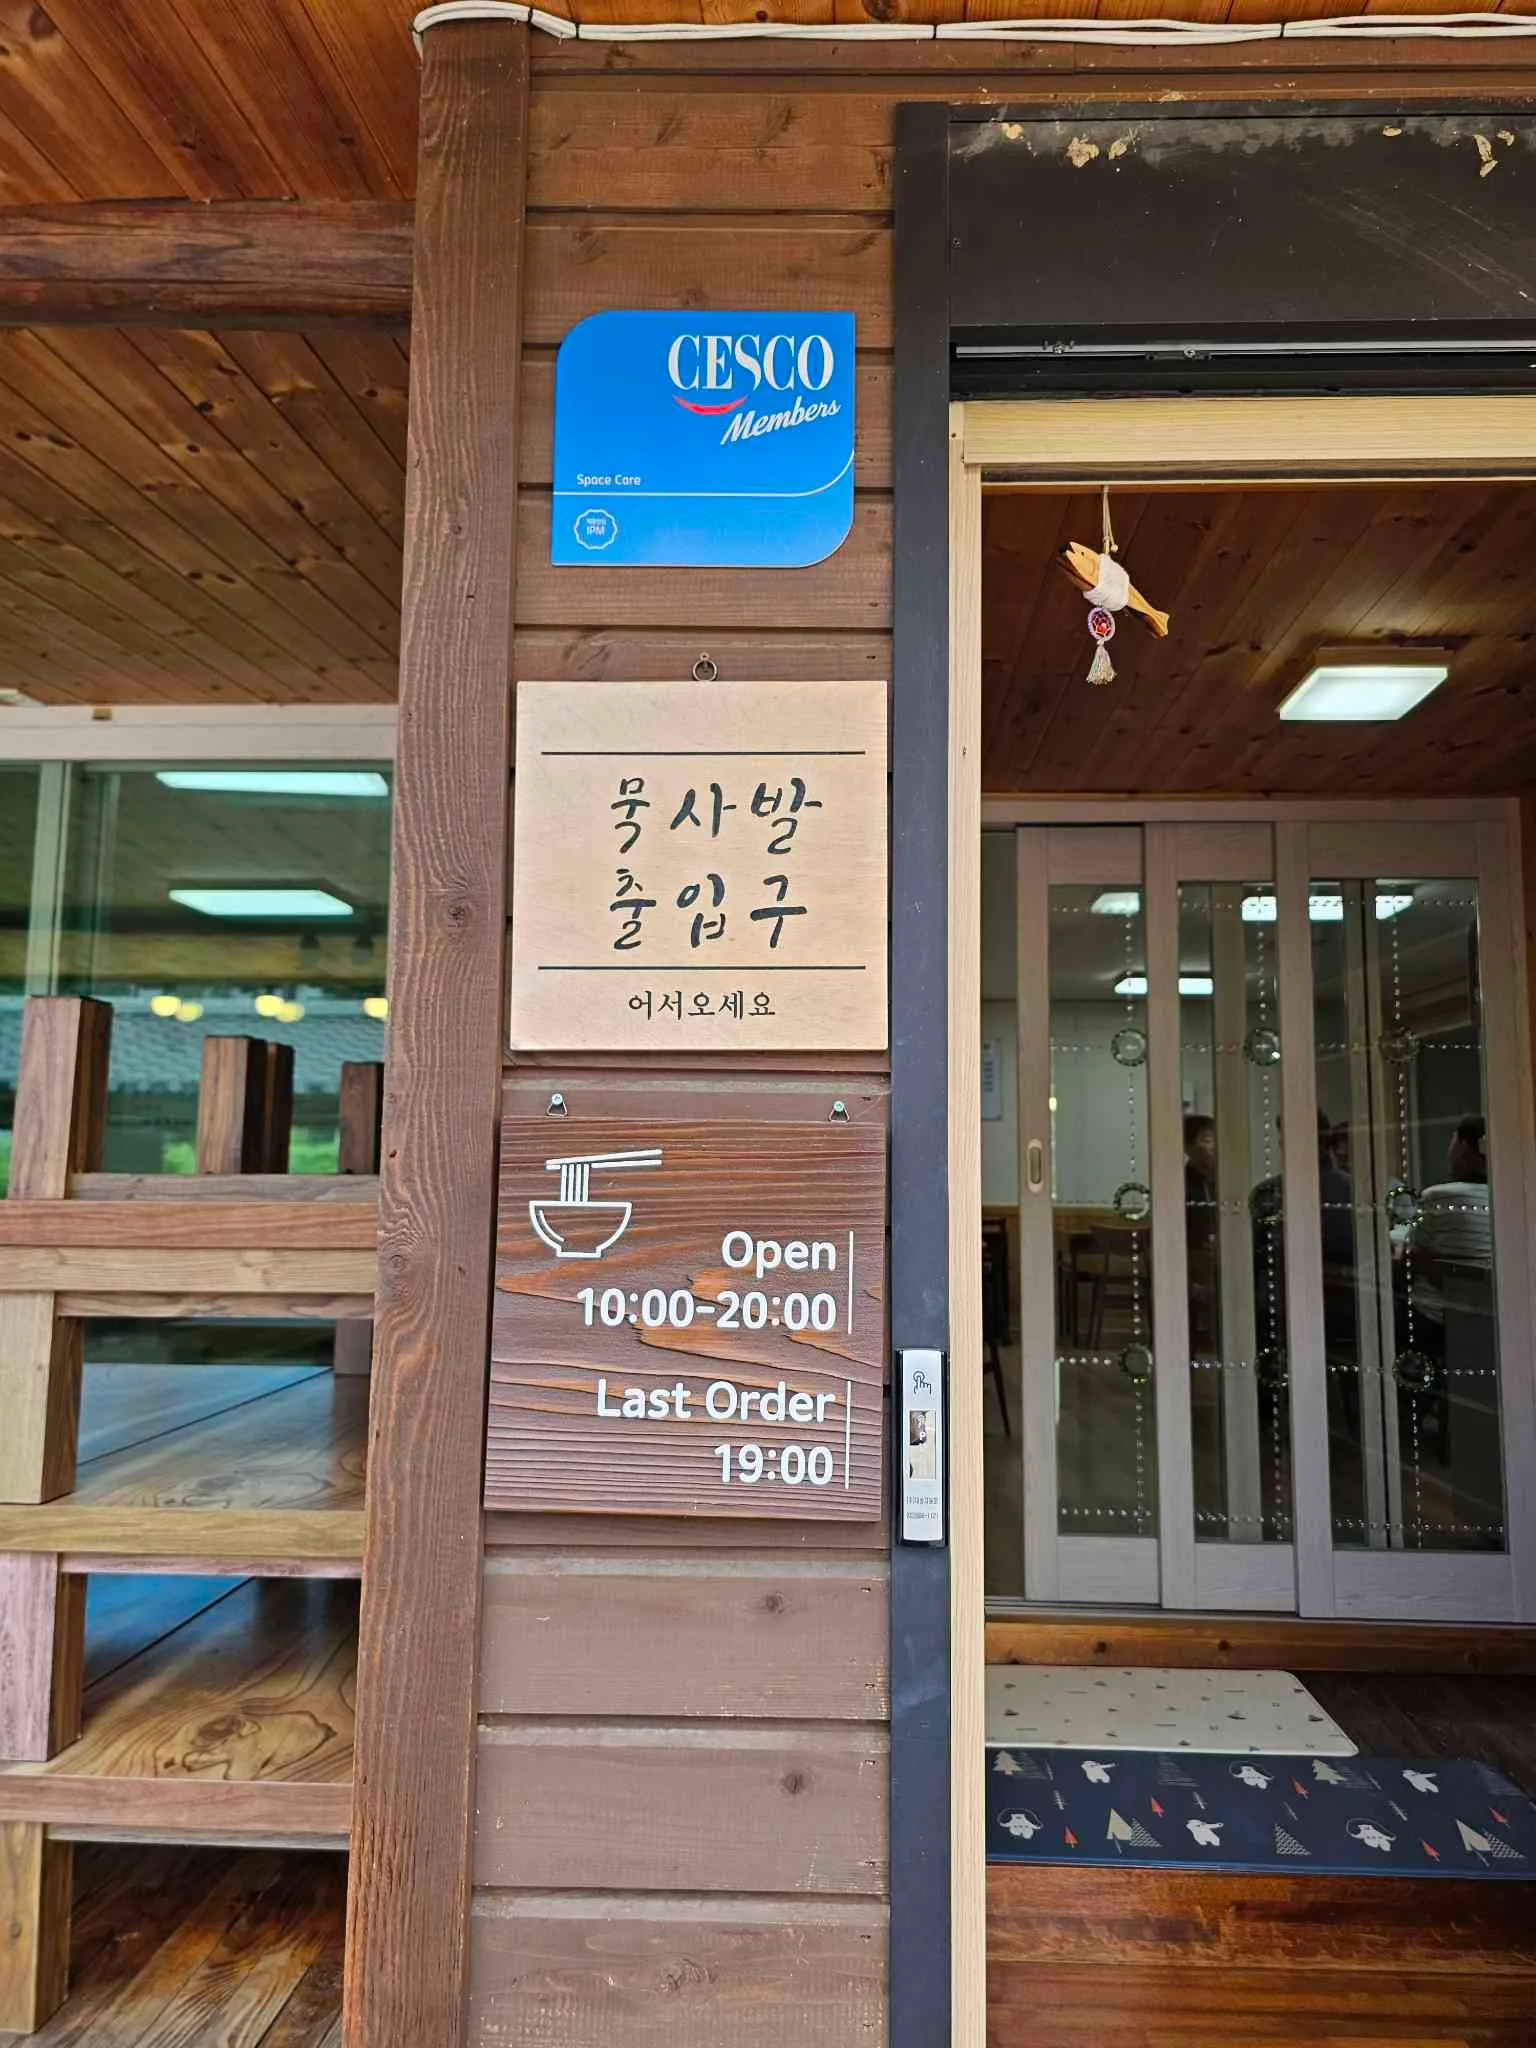 CESCO
Members
Space Care
IPM
묵사발
출입구
어서오세요
Open
10:00-20:00
Last Order
19:00